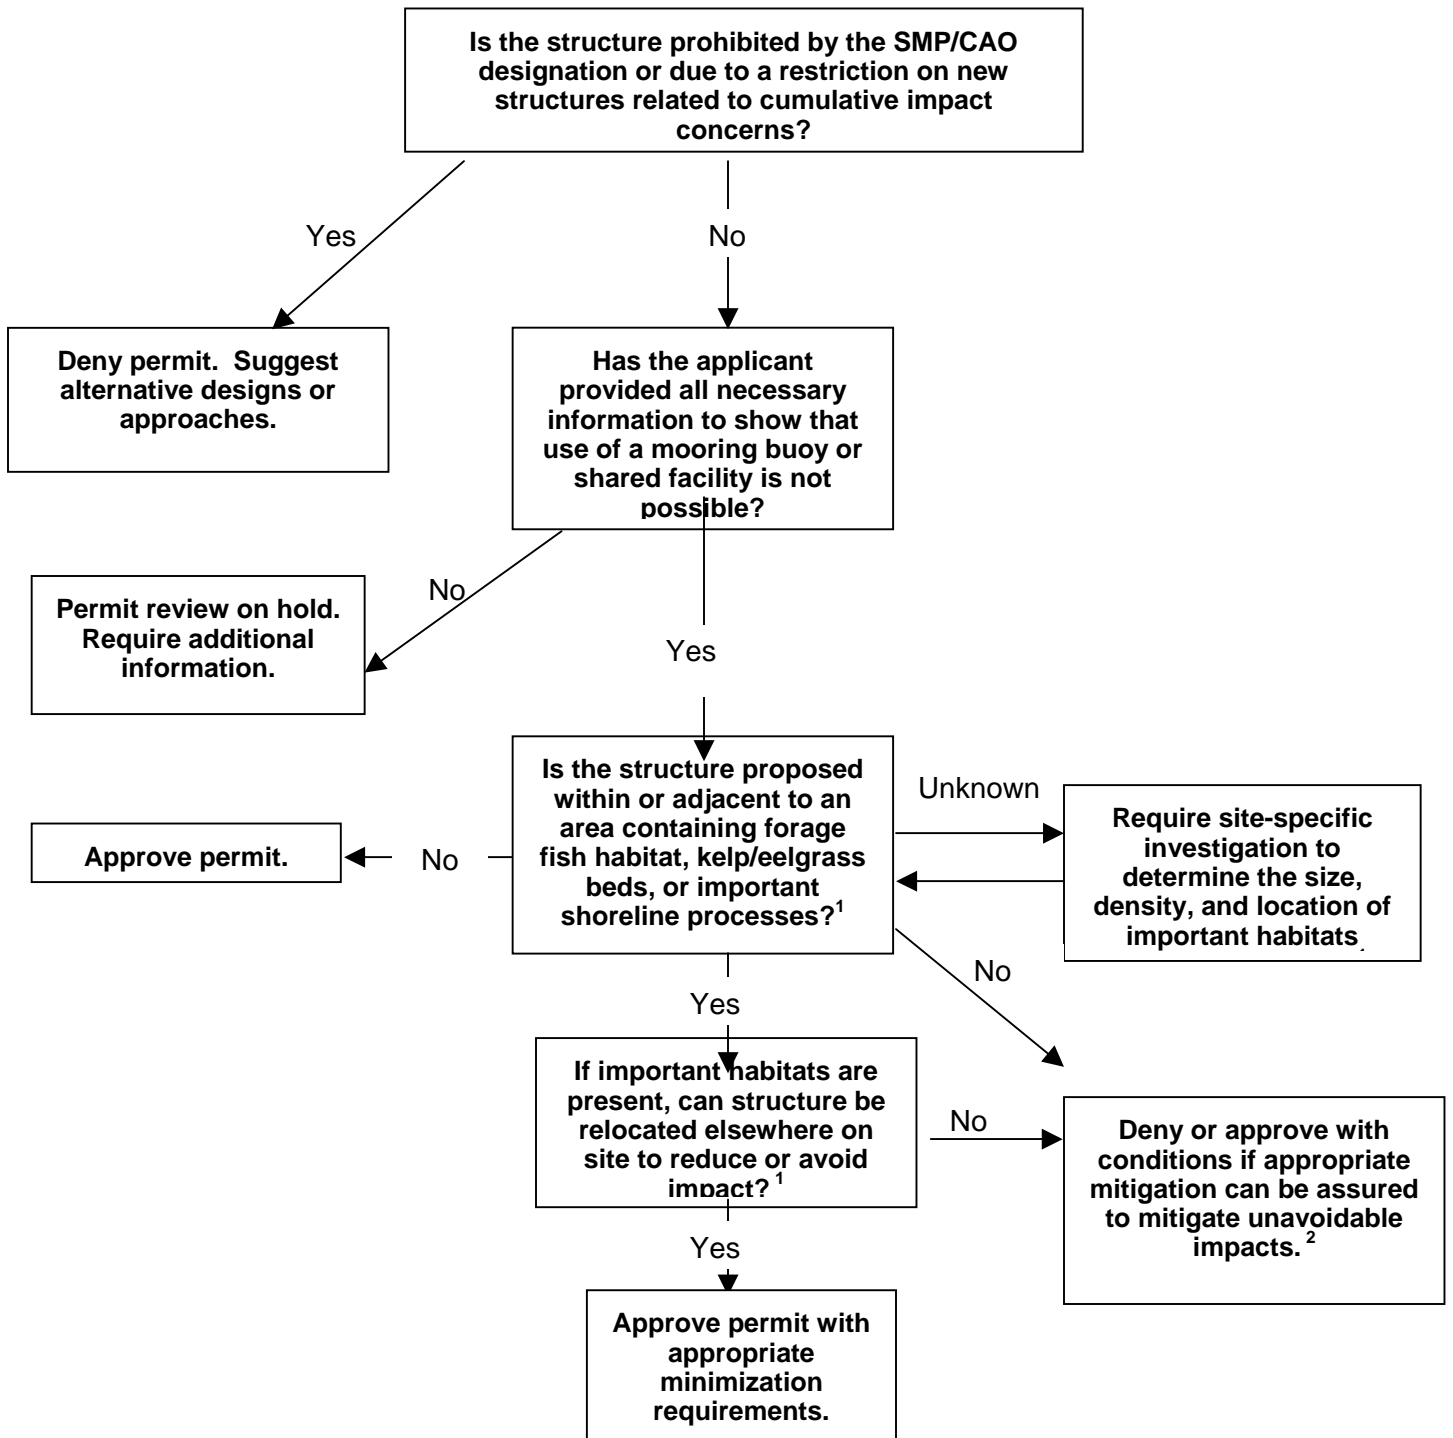 Is the structure prohibited by the SMP/CAO
designation or due to a restriction on new
structures related to cumulative impact
concerns?
Yes
No
Deny permit.  Suggest
alternative designs or
approaches.
Has the applicant
provided all necessary
information to show that
use of a mooring buoy or
shared facility is not
possible?
No
Permit review on hold.
Require additional
information.
Yes
Is the structure proposed
within or adjacent to an
area containing forage
fish habitat, kelp/eelgrass
beds, or important
shoreline processes?1
Unknown
Require site-specific
investigation to
determine the size,
density, and location of
important habitats
No
Approve permit.
No
Yes
If important habitats are
present, can structure be
relocated elsewhere on
site to reduce or avoid
impact? 1
No
Deny or approve with
conditions if appropriate
mitigation can be assured
to mitigate unavoidable
impacts. 2
Yes
Approve permit with
appropriate
minimization
requirements.